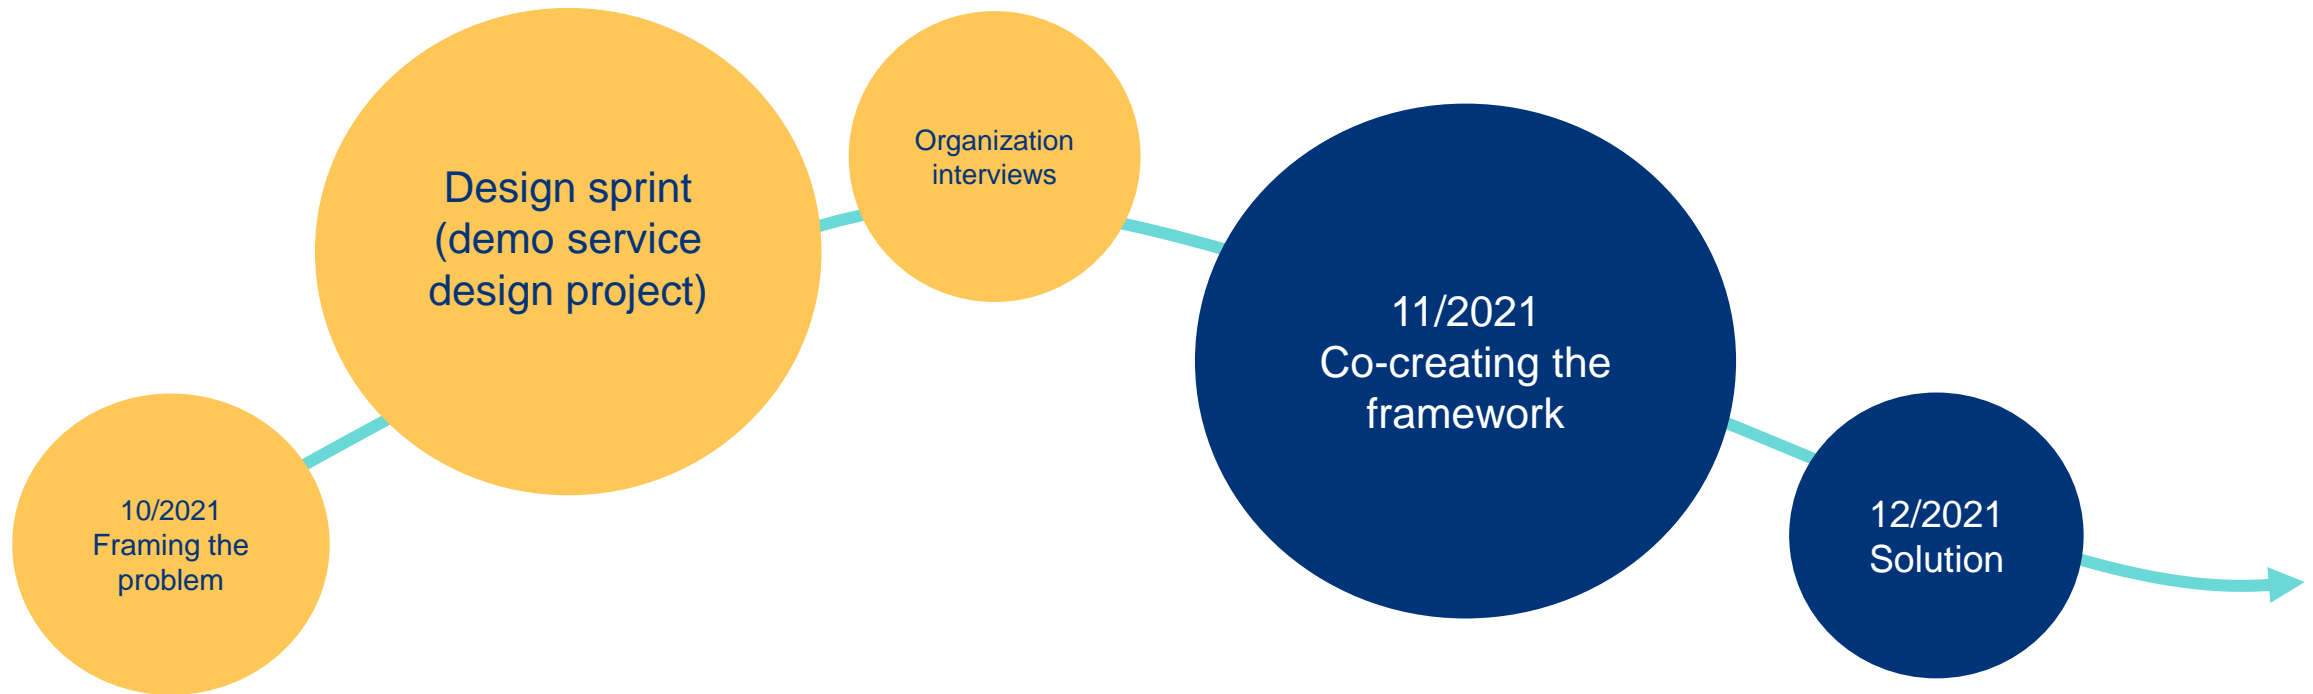 10/2021
Framing the
problem
Design sprint
(demo service
design project)
Organization
interviews
11/2021
Co-creating the
framework
12/2021
Solution